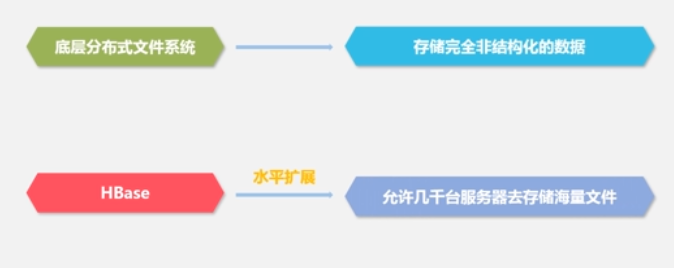 底层分布式文件系统
存储完全非结构化的数据
HBase
水平扩展
允许几千台服务器去存储海量文件